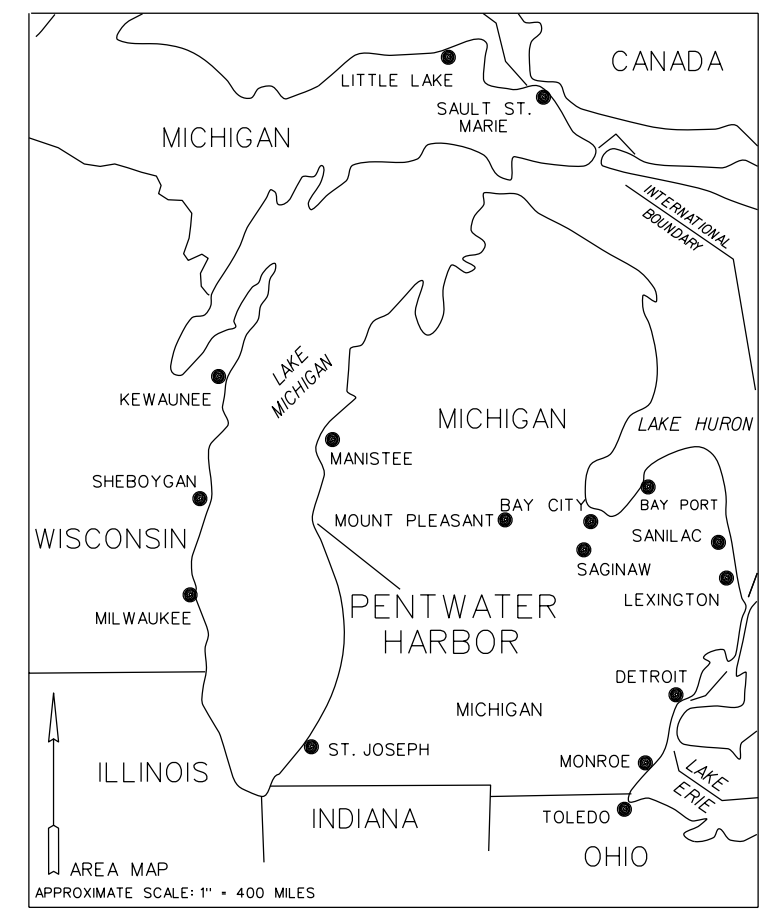 CANADA
LITTLE LAKE
SAULT ST.
MARIE
MICHIGAN
INTERNATIONAL
BOUNDARY
LAKE
MICHIGAN
KEWAUNEE
MICHIGAN
LAKE HURON
MANISTEE
SHEBOYGAN
BAY CITY
BAY PORT
MOUNT PLEASANT
WISCONSIN
SANILAC
SAGINAW
LEXINGTON
MILWAUKEE
PENTWATER
HARBOR
DETROIT
MICHIGAN
ST. JOSEPH
MONROE
LAKE
ERIE
ILLINOIS
INDIANA
TOLEDO
OHIO
AREA MAP
APPROXIMATE SCALE: 1" = 400 MILES